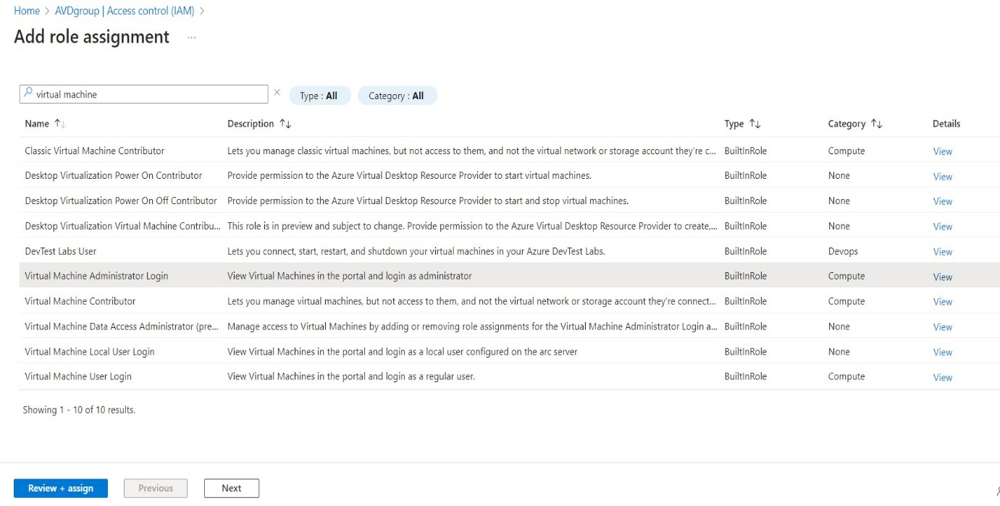 Home > AVDgroup | Access control (IAM) >
Add role assignment ...
virtual machine × Type : All Category : All
Name ↑↓ Description ↑↓ Type ↑↓ Category ↑↓ Details
Classic Virtual Machine Contributor Lets you manage classic virtual machines, but not access to them, and not the virtual network or storage account they're c... BuiltInRole Compute View
Desktop Virtualization Power On Contributor Provide permission to the Azure Virtual Desktop Resource Provider to start virtual machines. BuiltInRole None View
Desktop Virtualization Power On Off Contributor Provide permission to the Azure Virtual Desktop Resource Provider to start and stop virtual machines. BuiltInRole None View
Desktop Virtualization Virtual Machine Contribu... This role is in preview and subject to change. Provide permission to the Azure Virtual Desktop Resource Provider to create,... BuiltInRole None View
DevTest Labs User Lets you connect, start, restart, and shutdown your virtual machines in your Azure DevTest Labs. BuiltInRole Devops View
Virtual Machine Administrator Login View Virtual Machines in the portal and login as administrator BuiltInRole Compute View
Virtual Machine Contributor Lets you manage virtual machines, but not access to them, and not the virtual network or storage account they're connect... BuiltInRole Compute View
Virtual Machine Data Access Administrator (pre... Manage access to Virtual Machines by adding or removing role assignments for the Virtual Machine Administrator Login a... BuiltInRole None View
Virtual Machine Local User Login View Virtual Machines in the portal and login as a local user configured on the arc server BuiltInRole None View
Virtual Machine User Login View Virtual Machines in the portal and login as a regular user. BuiltInRole Compute View
Showing 1 - 10 of 10 results.
Review + assign Previous Next